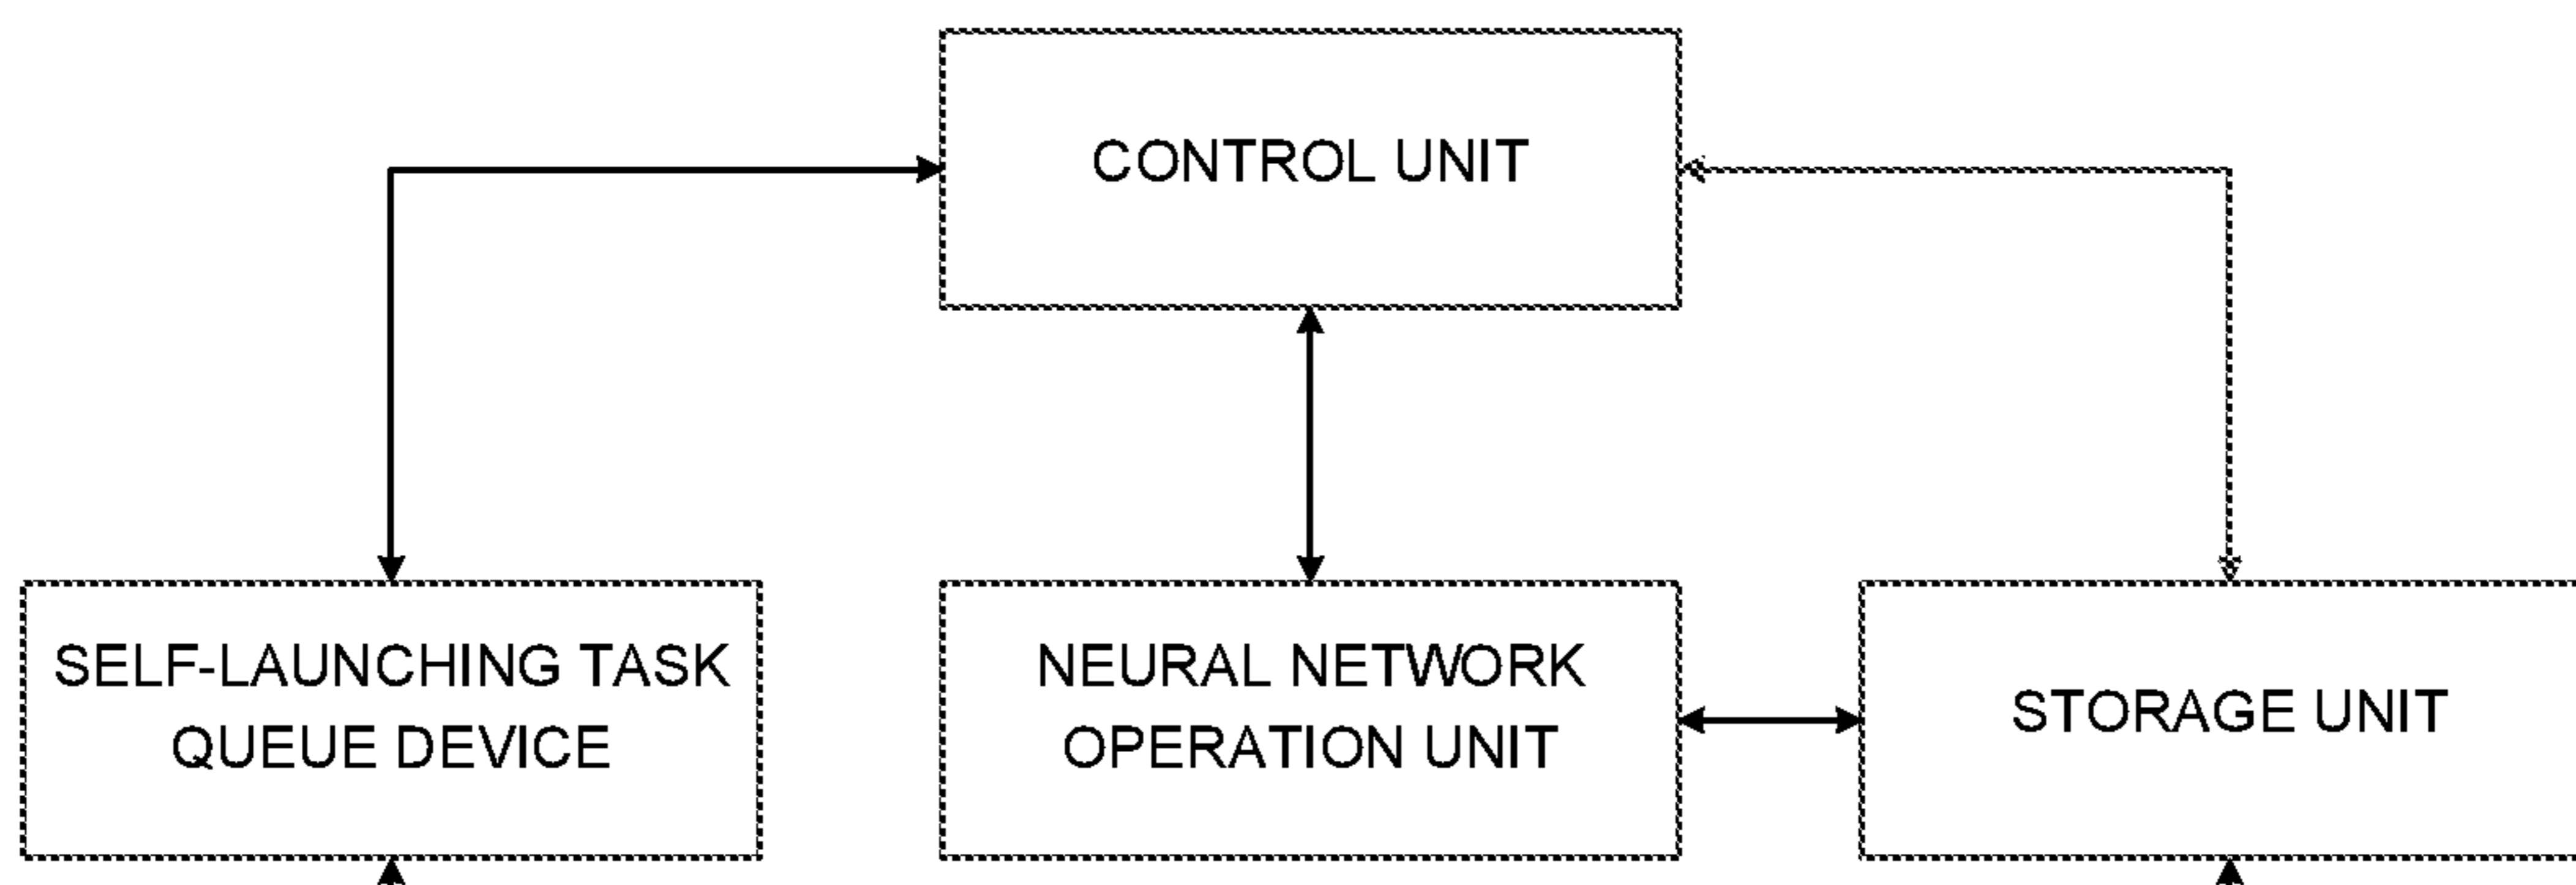 CONTROL UNIT
SELF-LAUNCHING TASK
QUEUE DEVICE
NEURAL NETWORK
OPERATION UNIT
STORAGE UNIT